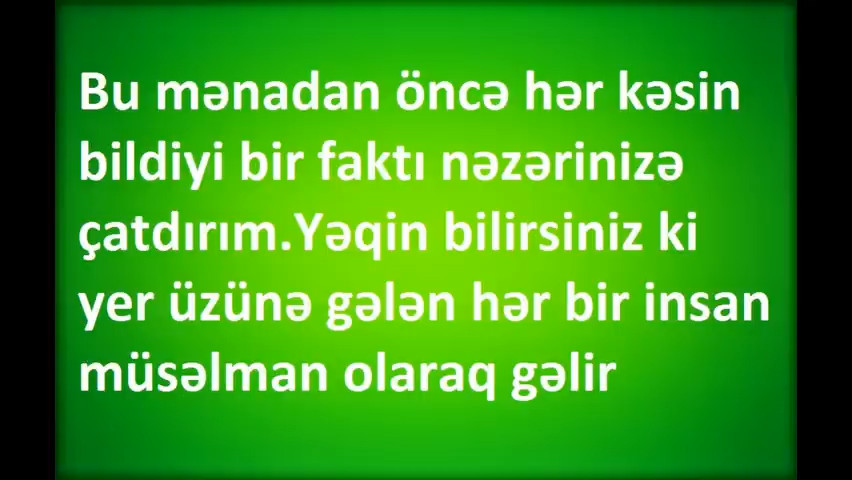 Bu mənadan öncə hər kəsin
bildiyi bir faktı nəzərinizə
çatdırım.Yəqin bilirsiniz ki
yer üzünə gələn hər bir insan
müsəlman olaraq gəlir